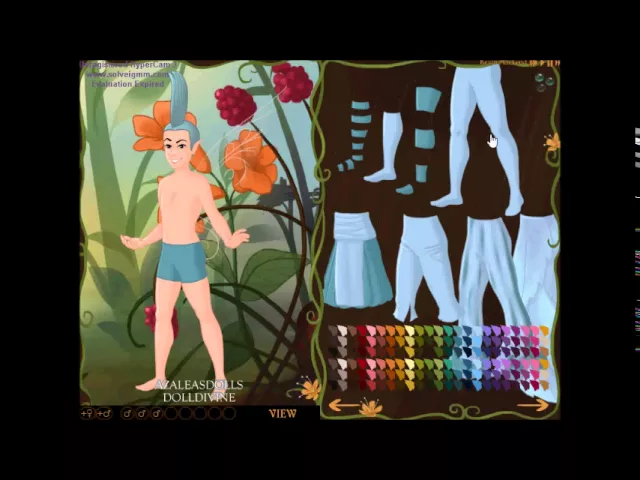 Unregistered HyperCam
www.solveigmm.com
Evaluation Expired
AZALEASDOLLS
DOLLDIVINE
VIEW